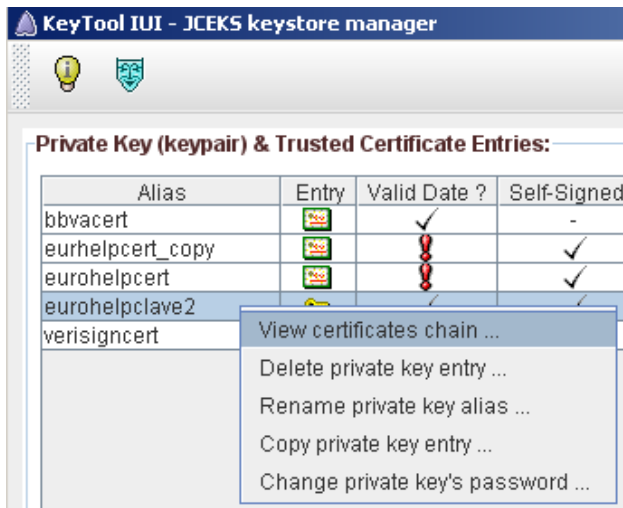 KeyTool IUI - JCEKS keystore manager
Private Key (keypair) & Trusted Certificate Entries:
Alias Entry Valid Date ? Self-Signed
bbvacert -
eurhelpcert_copy
eurohelpcert
eurohelpclave2
verisigncert
View certificates chain ...
Delete private key entry ...
Rename private key alias ...
Copy private key entry ...
Change private key's password ...